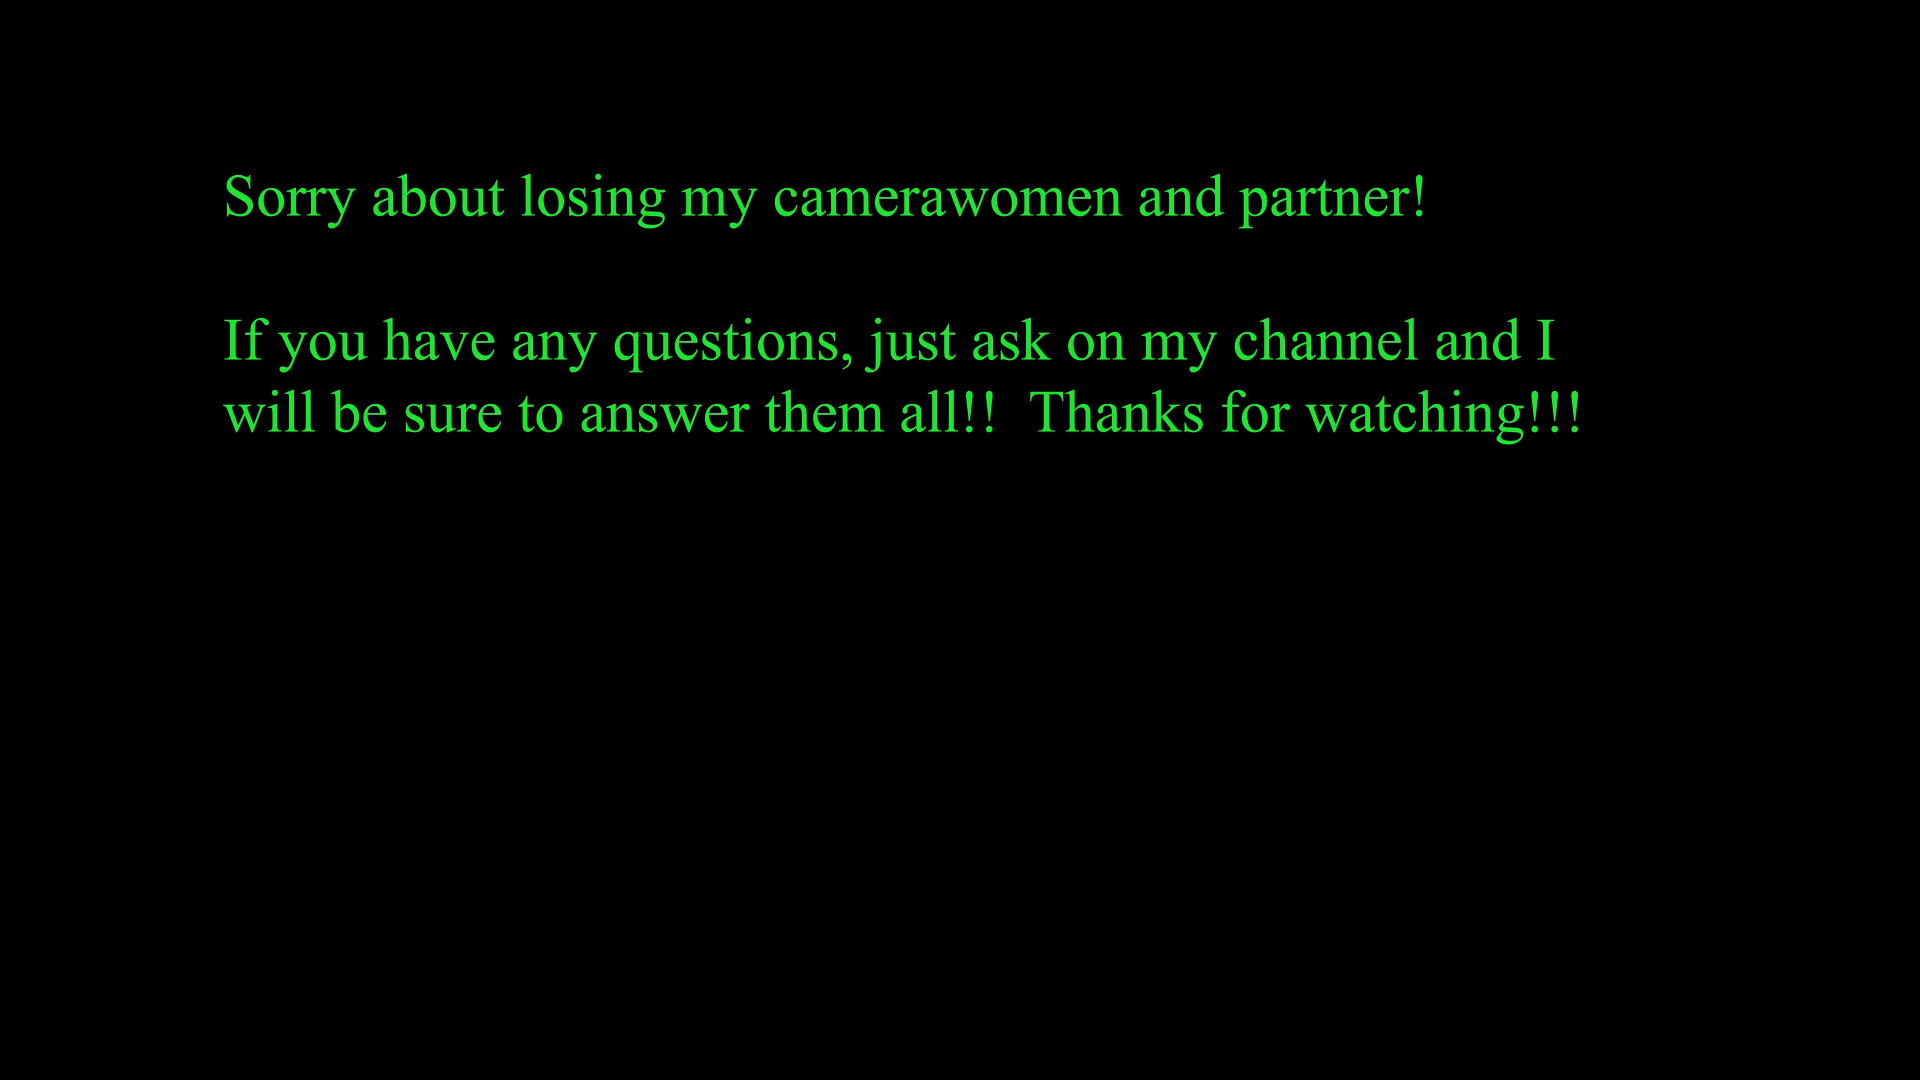 Sorry about losing my camerawomen and partner!
If you have any questions, just ask on my channel and I
will be sure to answer them all!!  Thanks for watching!!!